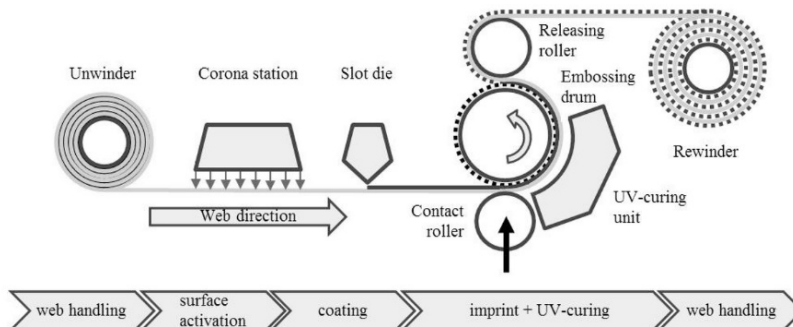 Releasing
roller
Unwinder
Corona station
Slot die
Embossing
drum
Rewinder
Web direction
Contact
roller
UV-curing
unit
web handling
surface
activation
coating
imprint + UV-curing
web handling